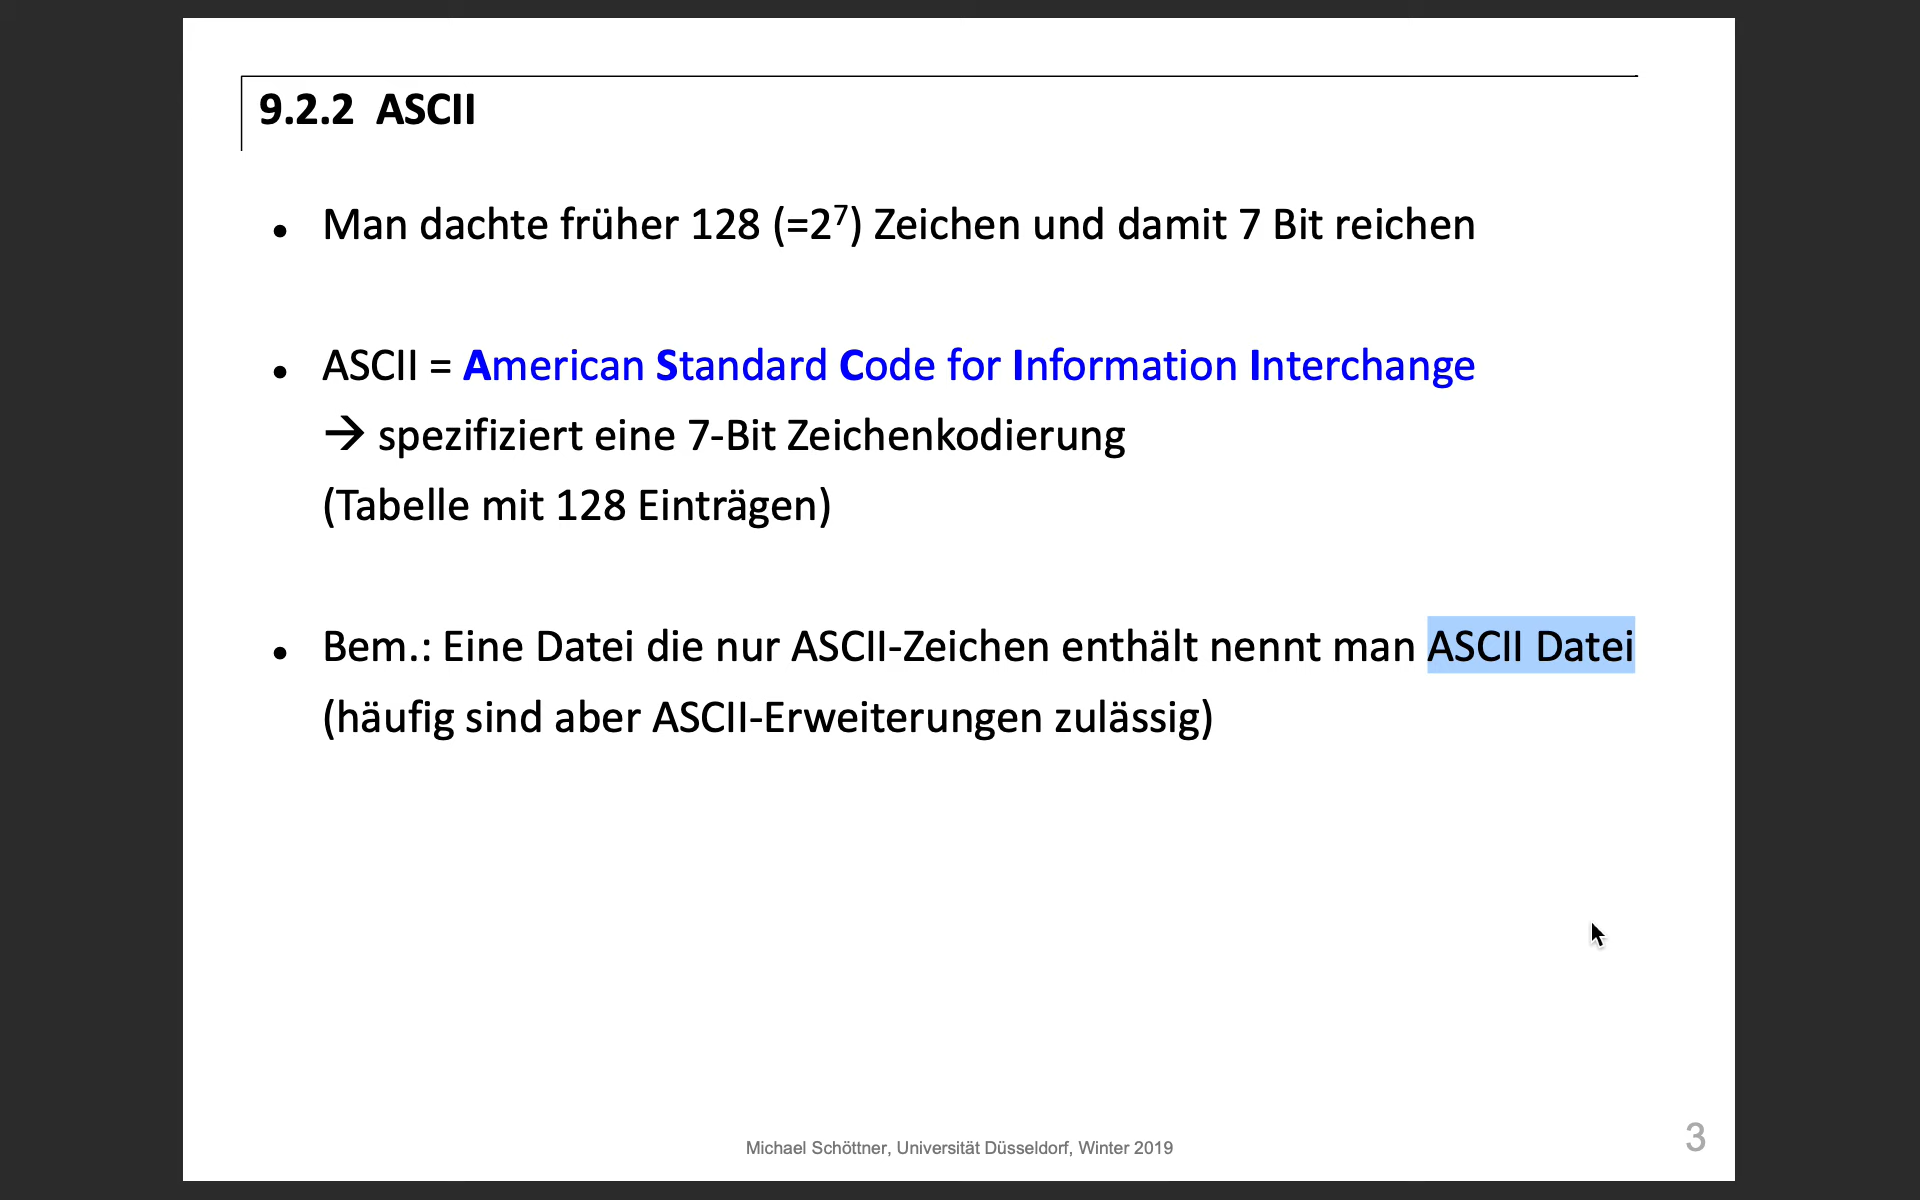 9.2.2 ASCII
• Man dachte früher 128 (=2⁷) Zeichen und damit 7 Bit reichen
• ASCII = American Standard Code for Information Interchange
→ spezifiziert eine 7-Bit Zeichenkodierung
(Tabelle mit 128 Einträgen)
• Bem.: Eine Datei die nur ASCII-Zeichen enthält nennt man ASCII Datei
(häufig sind aber ASCII-Erweiterungen zulässig)
Michael Schöttner, Universität Düsseldorf, Winter 2019
3